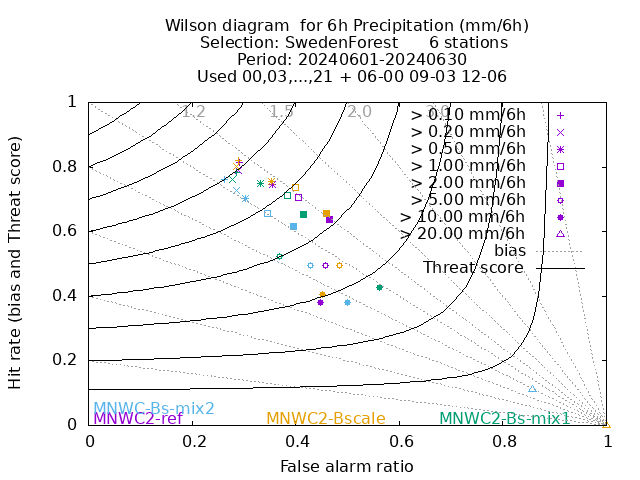 Wilson diagram  for 6h Precipitation (mm/6h)
Selection: SwedenForest      6 stations
Period: 20240601-20240630
Used 00,03,...,21 + 06-00 09-03 12-06
1.2 1.5 2.0 3.0
> 0.10 mm/6h
> 0.20 mm/6h
> 0.50 mm/6h
> 1.00 mm/6h
> 2.00 mm/6h
> 5.00 mm/6h
> 10.00 mm/6h
> 20.00 mm/6h
bias
Threat score
1
0.8
0.6
0.4
0.2
0
Hit rate (bias and Threat score)
MNWC-Bs-mix2
MNWC2-ref MNWC2-Bscale MNWC2-Bs-mix1
0 0.2 0.4 0.6 0.8 1
False alarm ratio